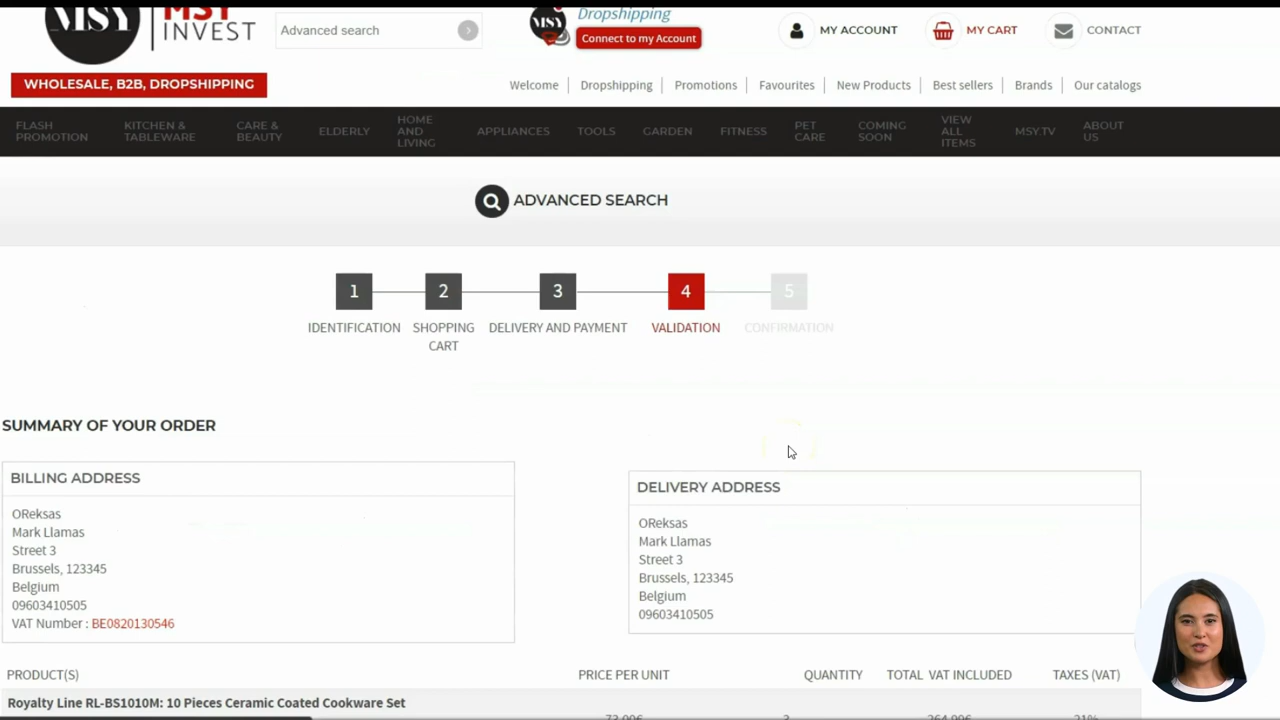 MSY
MSY
INVEST
WHOLESALE, B2B, DROPSHIPPING
Advanced search
MSY
Dropshipping
Connect to my Account
MY ACCOUNT
MY CART
CONTACT
Welcome
Dropshipping
Promotions
Favourites
New Products
Best sellers
Brands
Our catalogs
FLASH
PROMOTION
KITCHEN &
TABLEWARE
CARE &
BEAUTY
ELDERLY
HOME
AND
LIVING
APPLIANCES
TOOLS
GARDEN
FITNESS
PET
CARE
COMING
SOON
VIEW
ALL
ITEMS
MSY.TV
ABOUT
US
ADVANCED SEARCH
1
IDENTIFICATION
2
SHOPPING
CART
3
DELIVERY AND PAYMENT
4
VALIDATION
5
CONFIRMATION
SUMMARY OF YOUR ORDER
BILLING ADDRESS
OReksas
Mark Llamas
Street 3
Brussels, 123345
Belgium
09603410505
VAT Number : BE0820130546
DELIVERY ADDRESS
OReksas
Mark Llamas
Street 3
Brussels, 123345
Belgium
09603410505
PRODUCT(S)
PRICE PER UNIT
QUANTITY
TOTAL VAT INCLUDED
TAXES (VAT)
Royalty Line RL-BS1010M: 10 Pieces Ceramic Coated Cookware Set